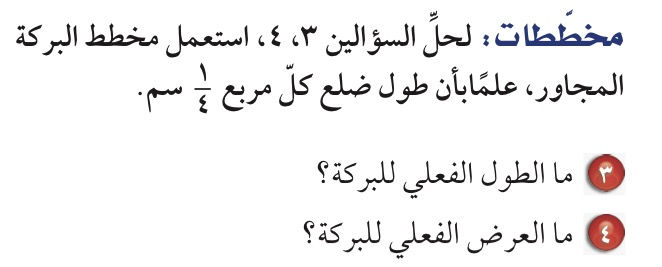 مخطّطات: لحلِّ السؤالين ٣، ٤، استعمل مخطط البركة
المجاور، علمًا بأن طول ضلع كلّ مربع ١/٤ سم.
٣ ما الطول الفعلي للبركة؟
٤ ما العرض الفعلي للبركة؟